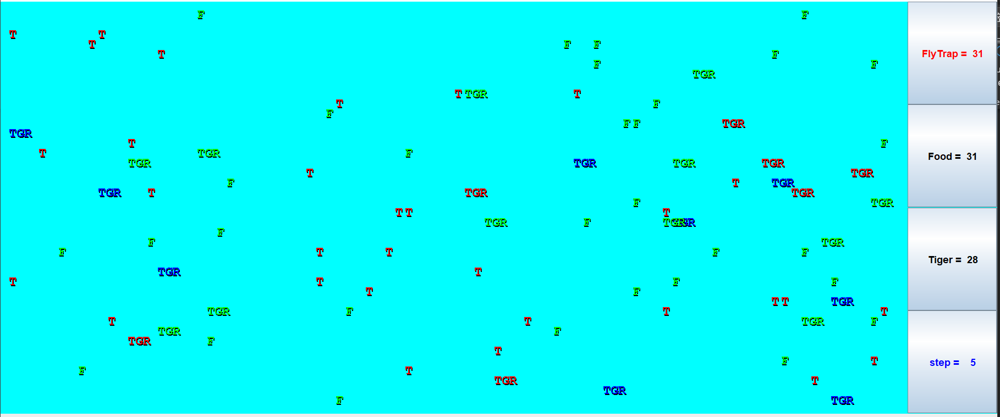 F F
T T
T F F
T F
F F
TGR
T TGR T
T F
F
F F TGR
TGR
T F
T TGR F
TGR TGR TGR TGR
T TGR
F T TGR
TGR T TGR TGR
F TGR
T T T
TGR F TGR
F
F TGR
F T T F F
TGR T
T T F F
T F
T T TGR
TGR F T T
T T TGR F
TGR F
TGR F
T
F T
F T
TGR T
TGR
F TGR
FlyTrap = 31
Food = 31
Tiger = 28
step = 5